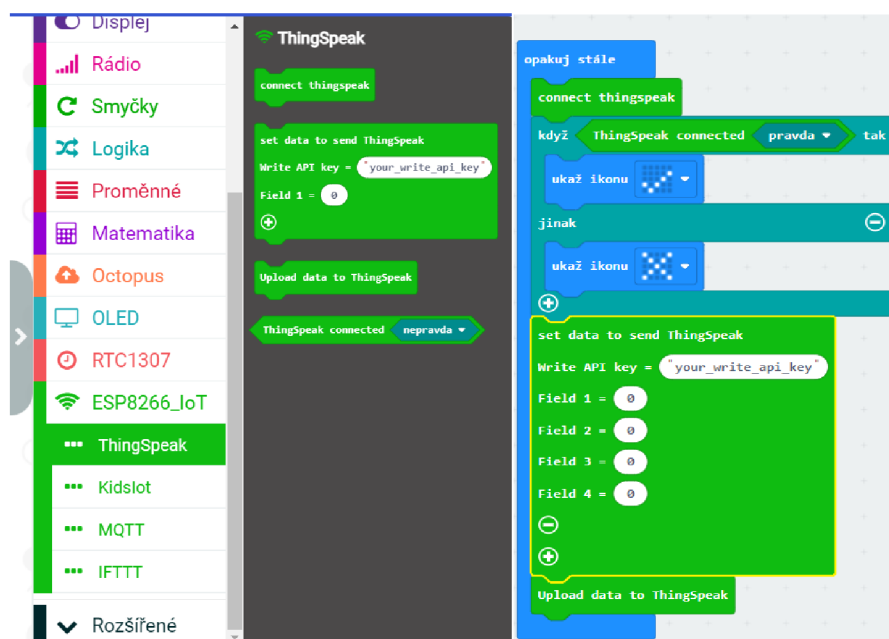 Displej
Rádio
Smyčky
Logika
Proměnné
Matematika
Octopus
OLED
RTC1307
ESP8266_IoT
ThingSpeak
Kidslot
MQTT
IFTTT
Rozšířené
ThingSpeak
connect thingspeak
set data to send ThingSpeak
Write API key = "your_write_api_key"
Field 1 = 0
Upload data to ThingSpeak
ThingSpeak connected nepravda
opakuj stále
connect thingspeak
když ThingSpeak connected pravda tak
ukaž ikonu
jinak
ukaž ikonu
set data to send ThingSpeak
Write API key = "your_write_api_key"
Field 1 = 0
Field 2 = 0
Field 3 = 0
Field 4 = 0
Upload data to ThingSpeak